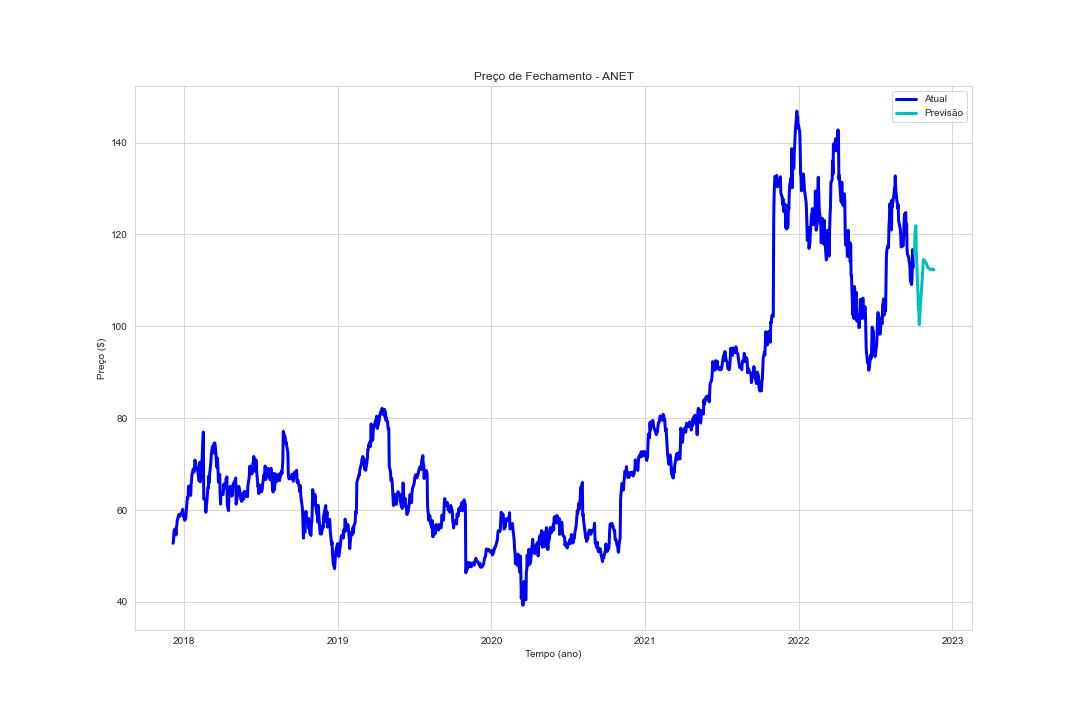 Preço de Fechamento - ANET
Atual
Previsão
140
120
100
80
60
40
Preço ($)
2018 2019 2020 2021 2022 2023
Tempo (ano)